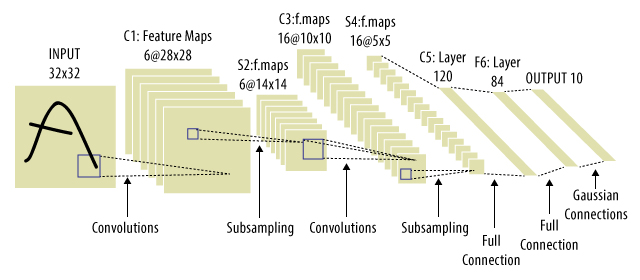 INPUT
32x32
C1: Feature Maps
6@28x28
S2:f.maps
6@14x14
C3:f.maps
16@10x10
S4:f.maps
16@5x5
C5: Layer
120
F6: Layer
84
OUTPUT 10
A
Convolutions
Subsampling
Convolutions
Subsampling
Full
Connection
Full
Connection
Gaussian
Connections